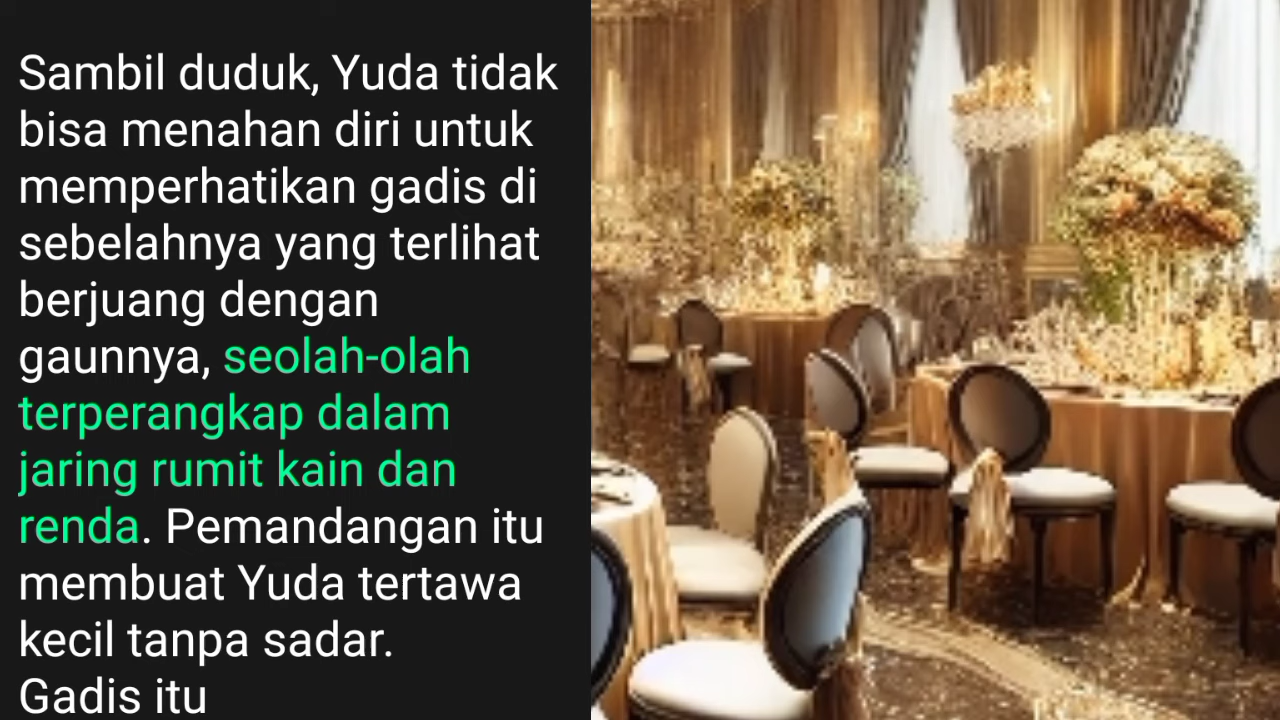 Sambil duduk, Yuda tidak
bisa menahan diri untuk
memperhatikan gadis di
sebelahnya yang terlihat
berjuang dengan
gaunnya, seolah-olah
terperangkap dalam
jaring rumit kain dan
renda. Pemandangan itu
membuat Yuda tertawa
kecil tanpa sadar.
Gadis itu